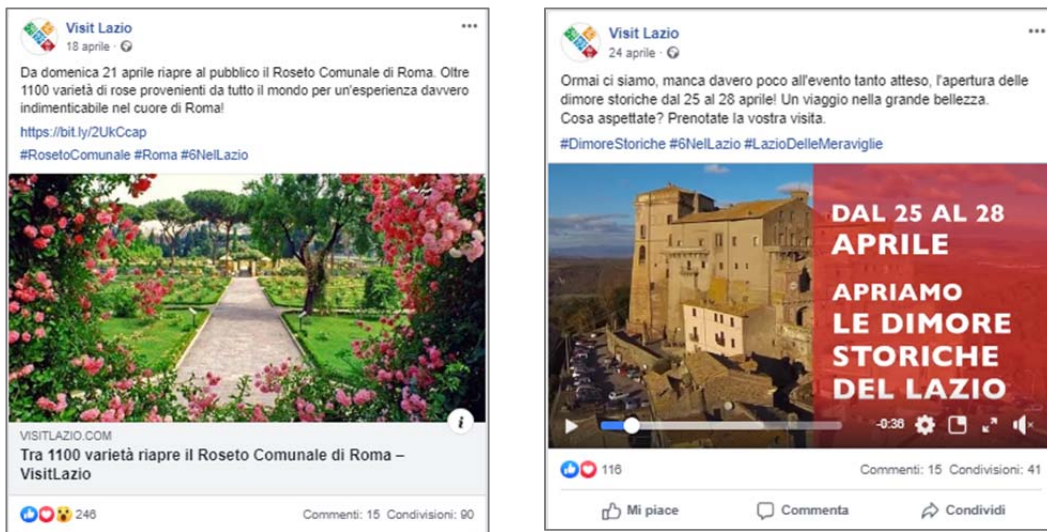 Visit Lazio
18 aprile ·
Da domenica 21 aprile riapre al pubblico il Roseto Comunale di Roma. Oltre
1100 varietà di rose provenienti da tutto il mondo per un'esperienza davvero
indimenticabile nel cuore di Roma!
https://bit.ly/2UkCcap
#RosetoComunale #Roma #6NelLazio
VISITLAZIO.COM
Tra 1100 varietà riapre il Roseto Comunale di Roma –
VisitLazio
246
Commenti: 15 Condivisioni: 90
Visit Lazio
24 aprile ·
Ormai ci siamo, manca davero poco all'evento tanto atteso, l'apertura delle
dimore storiche dal 25 al 28 aprile! Un viaggio nella grande bellezza.
Cosa aspettate? Prenotate la vostra visita.
#DimoreStoriche #6NelLazio #LazioDelleMeraviglie
DAL 25 AL 28
APRILE
APRIAMO
LE DIMORE
STORICHE
DEL LAZIO
-0:36
116
Commenti: 15 Condivisioni: 41
Mi piace
Commenta
Condividi